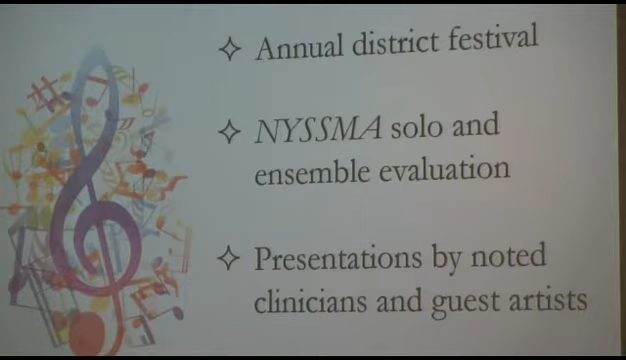 Annual district festival
NYSSMA solo and
ensemble evaluation
Presentations by noted
clinicians and guest artists